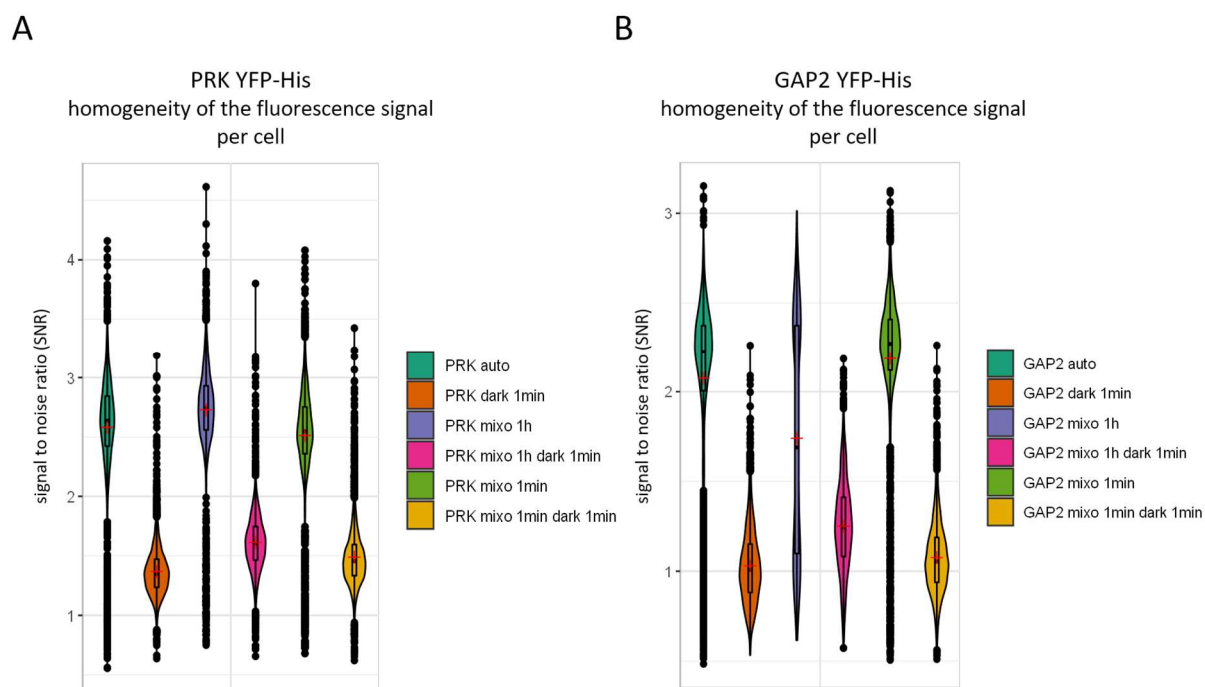 A
PRK YFP-His
homogeneity of the fluorescence signal
per cell
signal to noise ratio (SNR)
4
3
2
1
PRK auto
PRK dark 1min
PRK mixo 1h
PRK mixo 1h dark 1min
PRK mixo 1min
PRK mixo 1min dark 1min
B
GAP2 YFP-His
homogeneity of the fluorescence signal
per cell
signal to noise ratio (SNR)
3
2
1
GAP2 auto
GAP2 dark 1min
GAP2 mixo 1h
GAP2 mixo 1h dark 1min
GAP2 mixo 1min
GAP2 mixo 1min dark 1min